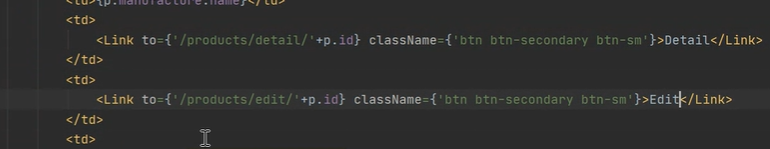 <td>{p.manufacture.name}</td>
<td>
<Link to={'/products/detail/'+p.id} className={'btn btn-secondary btn-sm'}>Detail</Link>
</td>
<td>
<Link to={'/products/edit/'+p.id} className={'btn btn-secondary btn-sm'}>Edit</Link>
</td>
<td>